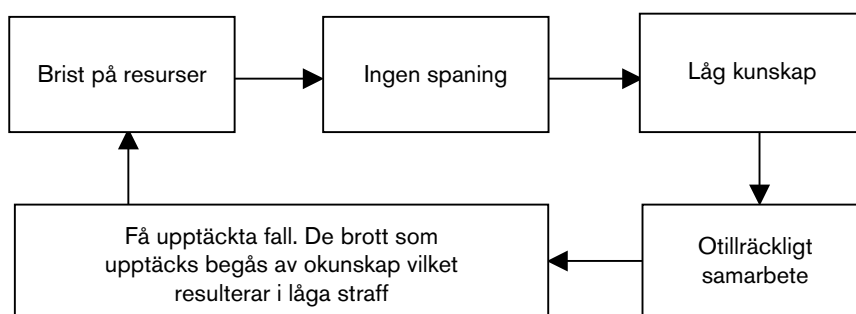 Brist på resurser
Ingen spaning
Låg kunskap
Otillräckligt
samarbete
Få upptäckta fall. De brott som
upptäcks begås av okunskap vilket
resulterar i låga straff